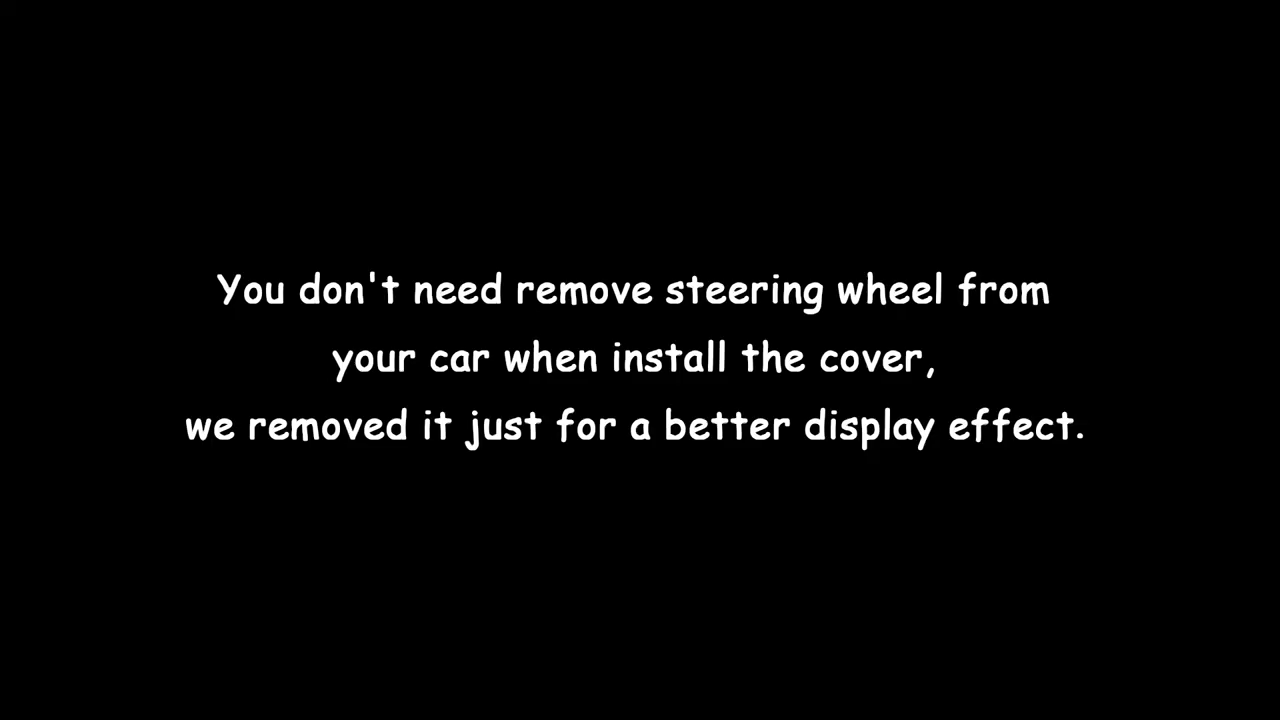 You don't need remove steering wheel from
your car when install the cover,
we removed it just for a better display effect.